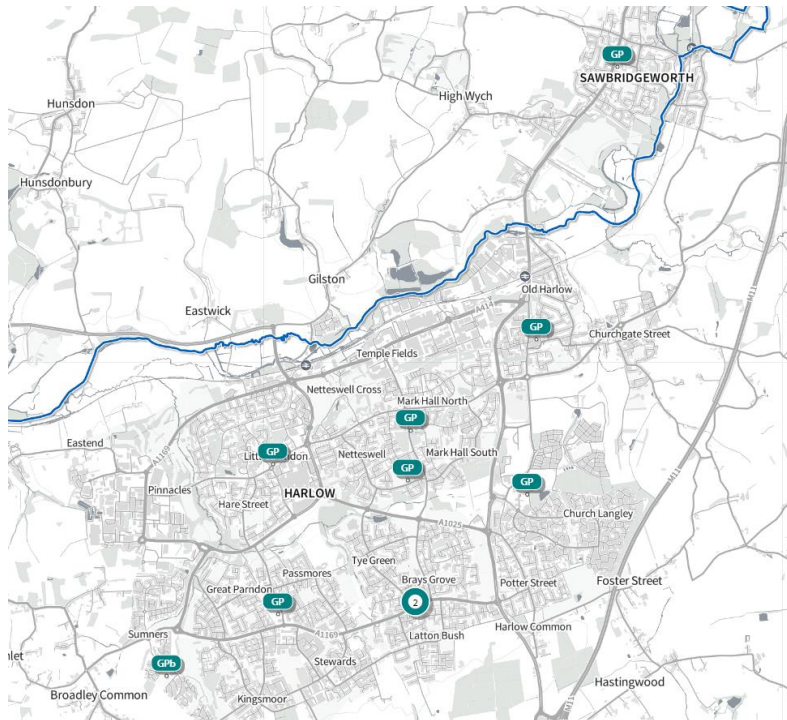 GP
SAWBRIDGEWORTH
High Wych
Hunsdon
Hunsdonbury
Gilston
M11
Old Harlow
Eastwick
A414
GP
Churchgate Street
Temple Fields
Netteswell Cross
Mark Hall North
GP
Eastend
A1169
GP
Netteswell
Mark Hall South
GP
M11
Pinnacles
HARLOW
GP
Hare Street
Church Langley
A1025
Tye Green
Passmores
Brays Grove
Potter Street
Foster Street
Great Parndon
GP
2
Harlow Common
Sumners
A1169
Latton Bush
GPb
Stewards
Hastingwood
Broadley Common
Kingsmoor
M11